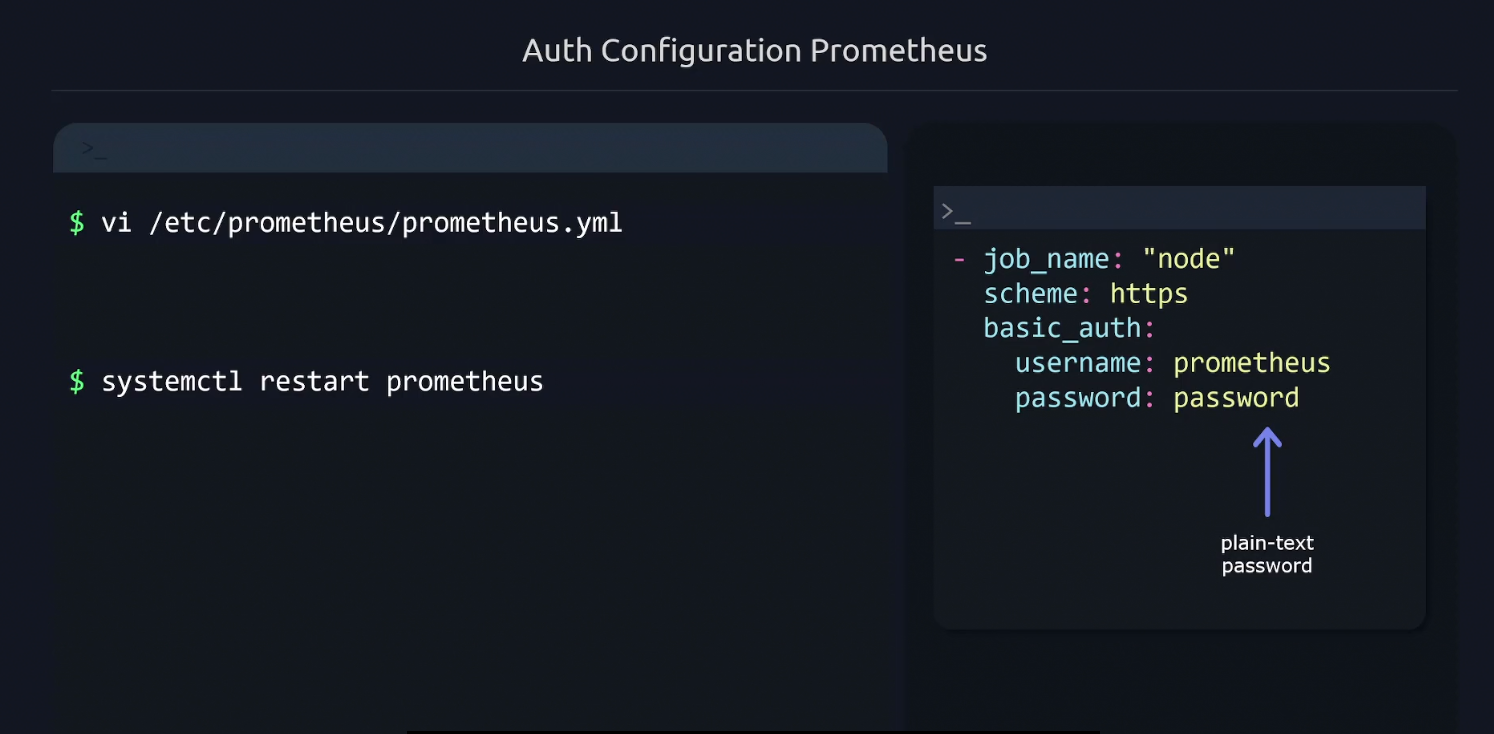 Auth Configuration Prometheus
>_
$ vi /etc/prometheus/prometheus.yml
$ systemctl restart prometheus
>_
- job_name: "node"
scheme: https
basic_auth:
username: prometheus
password: password
plain-text
password